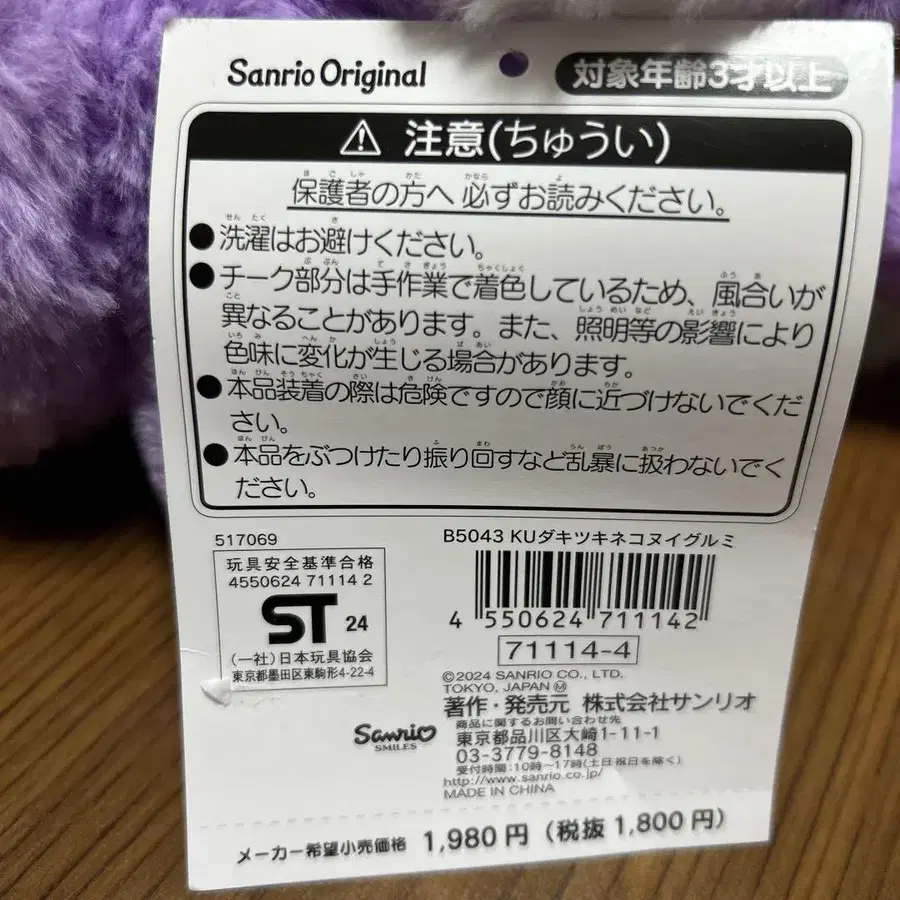 Sanrio Original
対象年齢3才以上
注意(ちゅうい)
保護者の方へ 必ずお読みください。
●洗濯はお避けください。
●チーク部分は手作業で着色しているため、風合いが
異なることがあります。また、照明等の影響により
色味に変化が生じる場合があります。
●本品装着の際は危険ですので顔に近づけないでくだ
さい。
●本品をぶつけたり振り回すなど乱暴に扱わないでく
ださい。
517069
玩具安全基準合格
4550624 71114 2
ST 24
(一社)日本玩具協会
東京都墨田区東駒形4-22-4
B5043 KUダキツキネコヌイグルミ
4 550624 711142
71114-4
©2024 SANRIO CO., LTD.
TOKYO, JAPAN Ⓜ
著作・発売元 株式会社サンリオ
商品に関するお問い合わせ先
東京都品川区大崎1-11-1
03-3779-8148
受付時間:10時〜17時(土日祝日を除く)
http://www.sanrio.co.jp/
MADE IN CHINA
Sanrio
SMILES
メーカー希望小売価格 1,980円(税抜1,800円)